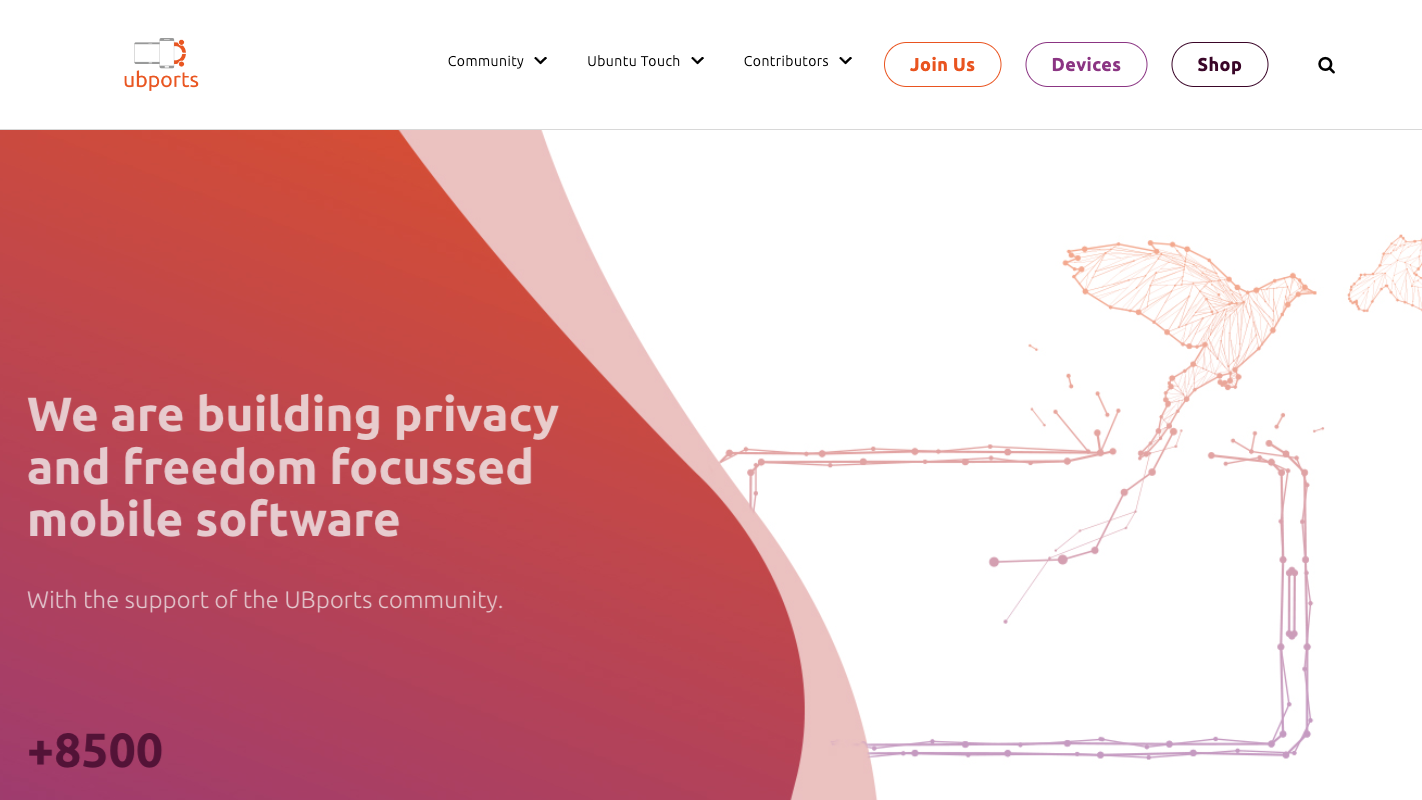 ubports
Community
Ubuntu Touch
Contributors
Join Us
Devices
Shop
We are building privacy
and freedom focussed
mobile software
With the support of the UBports community.
+8500